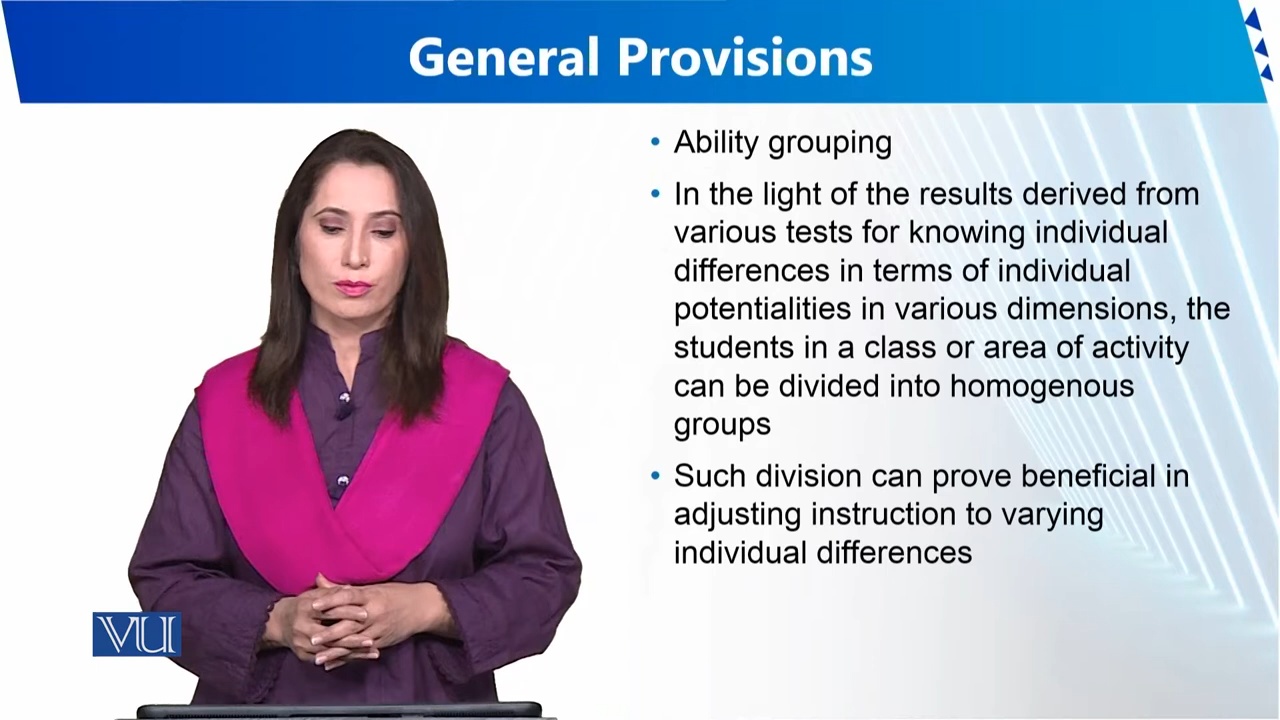 General Provisions
• Ability grouping
• In the light of the results derived from
various tests for knowing individual
differences in terms of individual
potentialities in various dimensions, the
students in a class or area of activity
can be divided into homogenous
groups
• Such division can prove beneficial in
adjusting instruction to varying
individual differences
VU